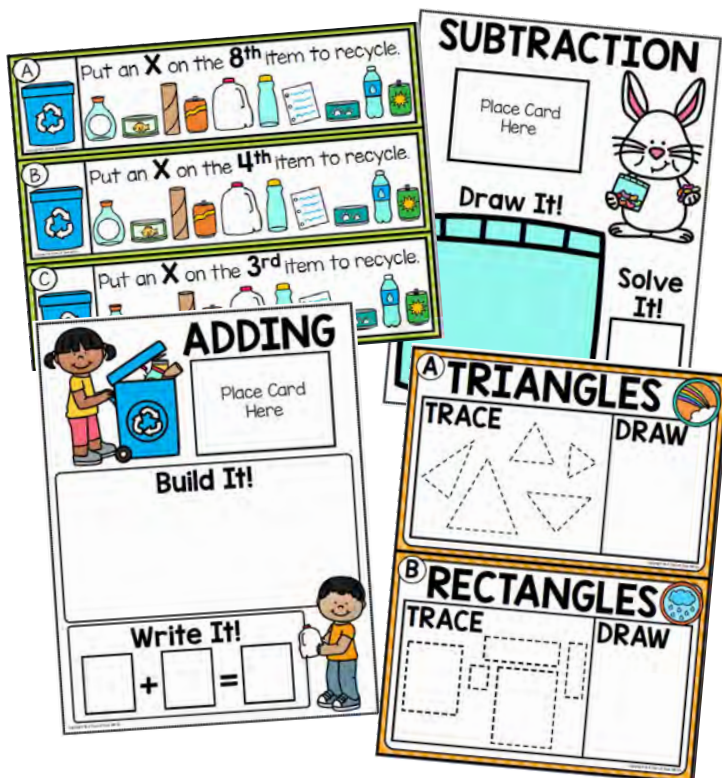 A
Put an X on the 8th item to recycle.
B
Put an X on the 4th item to recycle.
C
Put an X on the 3rd item to recycle.
SUBTRACTION
Place Card
Here
Draw It!
Solve
It!
ADDING
Place Card
Here
Build It!
Write It!
+ =
A
TRIANGLES
TRACE
DRAW
B
RECTANGLES
TRACE
DRAW